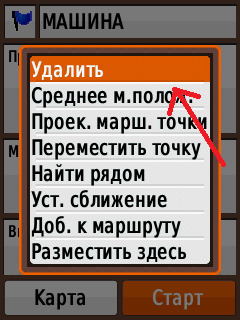 МАШИНА
Удалить
Среднее м.полож.
Проек. марш. точки
Переместить точку
Найти рядом
Уст. сближение
Доб. к маршруту
Разместить здесь
Карта
Старт